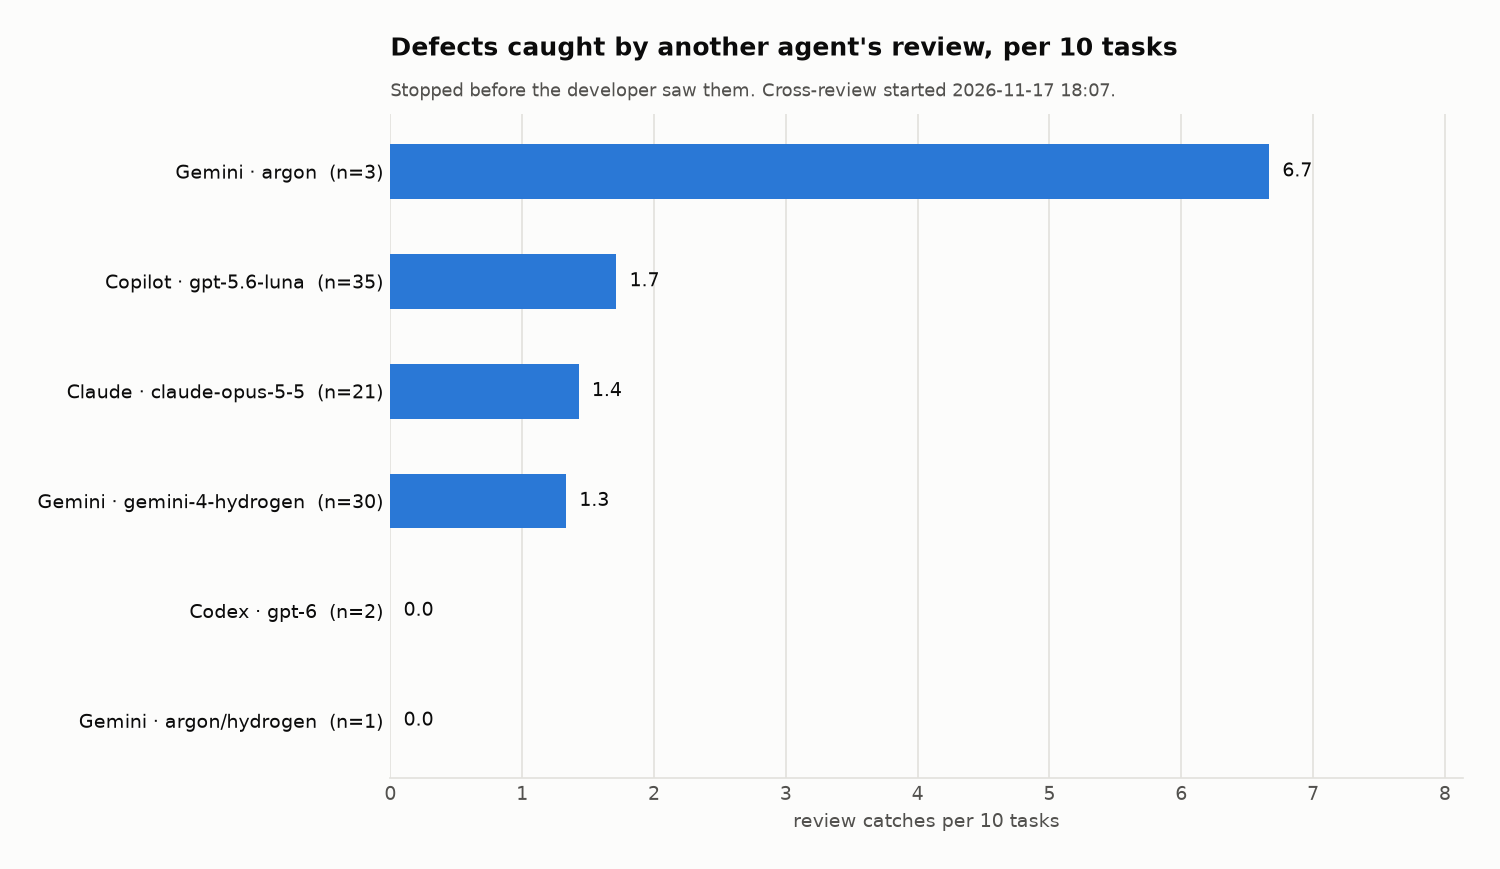 Defects caught by another agent's review, per 10 tasks
Stopped before the developer saw them. Cross-review started 2026-11-17 18:07.
Gemini · argon (n=3)
6.7
Copilot · gpt-5.6-luna (n=35)
1.7
Claude · claude-opus-5-5 (n=21)
1.4
Gemini · gemini-4-hydrogen (n=30)
1.3
Codex · gpt-6 (n=2)
0.0
Gemini · argon/hydrogen (n=1)
0.0
0 1 2 3 4 5 6 7 8
review catches per 10 tasks